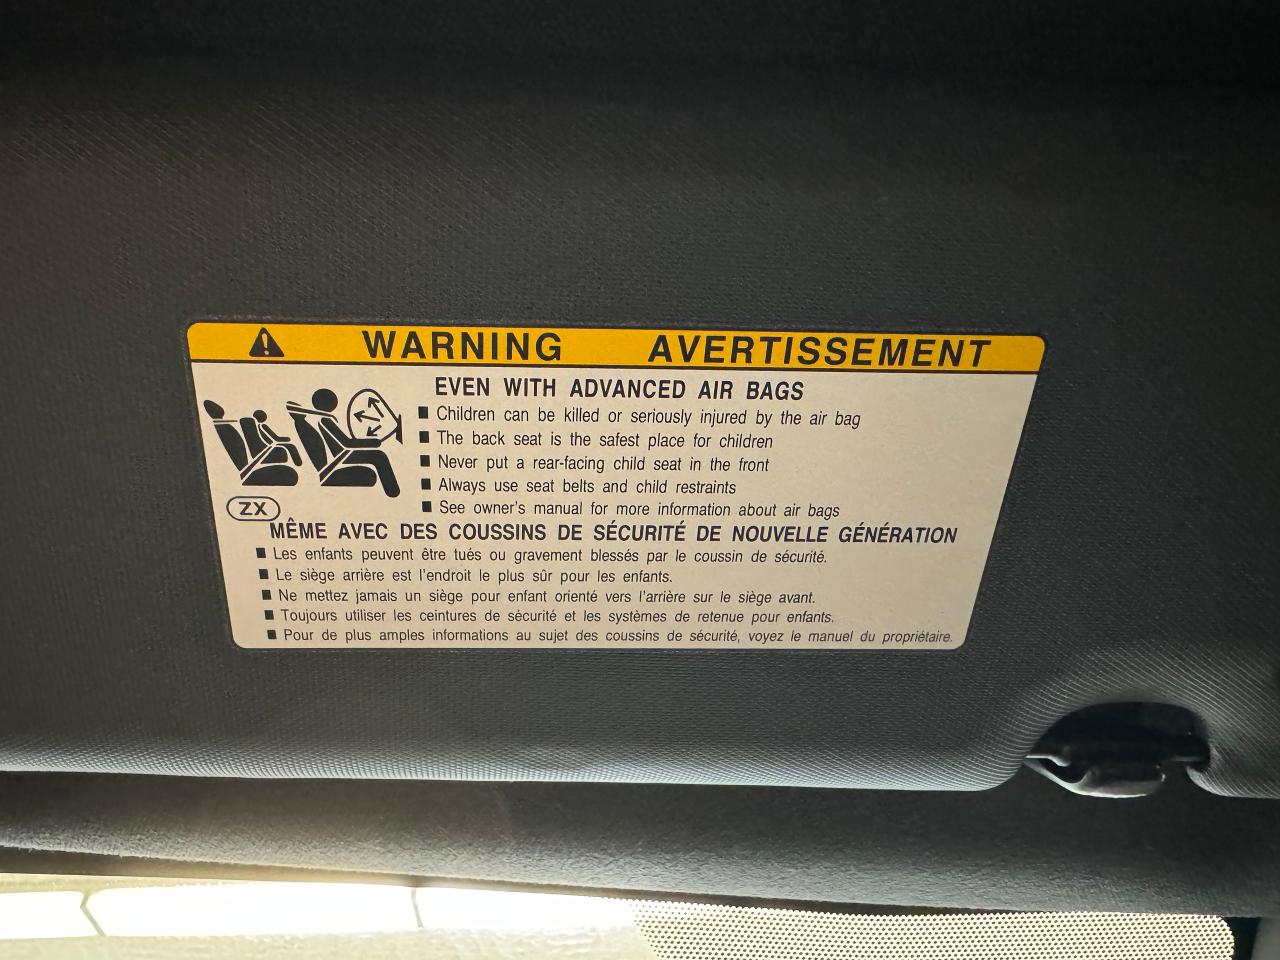 WARNING AVERTISSEMENT
EVEN WITH ADVANCED AIR BAGS
■ Children can be killed or seriously injured by the air bag
■ The back seat is the safest place for children
■ Never put a rear-facing child seat in the front
■ Always use seat belts and child restraints
■ See owner's manual for more information about air bags
ZX
MÊME AVEC DES COUSSINS DE SÉCURITÉ DE NOUVELLE GÉNÉRATION
■ Les enfants peuvent être tués ou gravement blessés par le coussin de sécurité.
■ Le siège arrière est l'endroit le plus sûr pour les enfants.
■ Ne mettez jamais un siège pour enfant orienté vers l'arrière sur le siège avant.
■ Toujours utiliser les ceintures de sécurité et les systèmes de retenue pour enfants.
■ Pour de plus amples informations au sujet des coussins de sécurité, voyez le manuel du propriétaire.